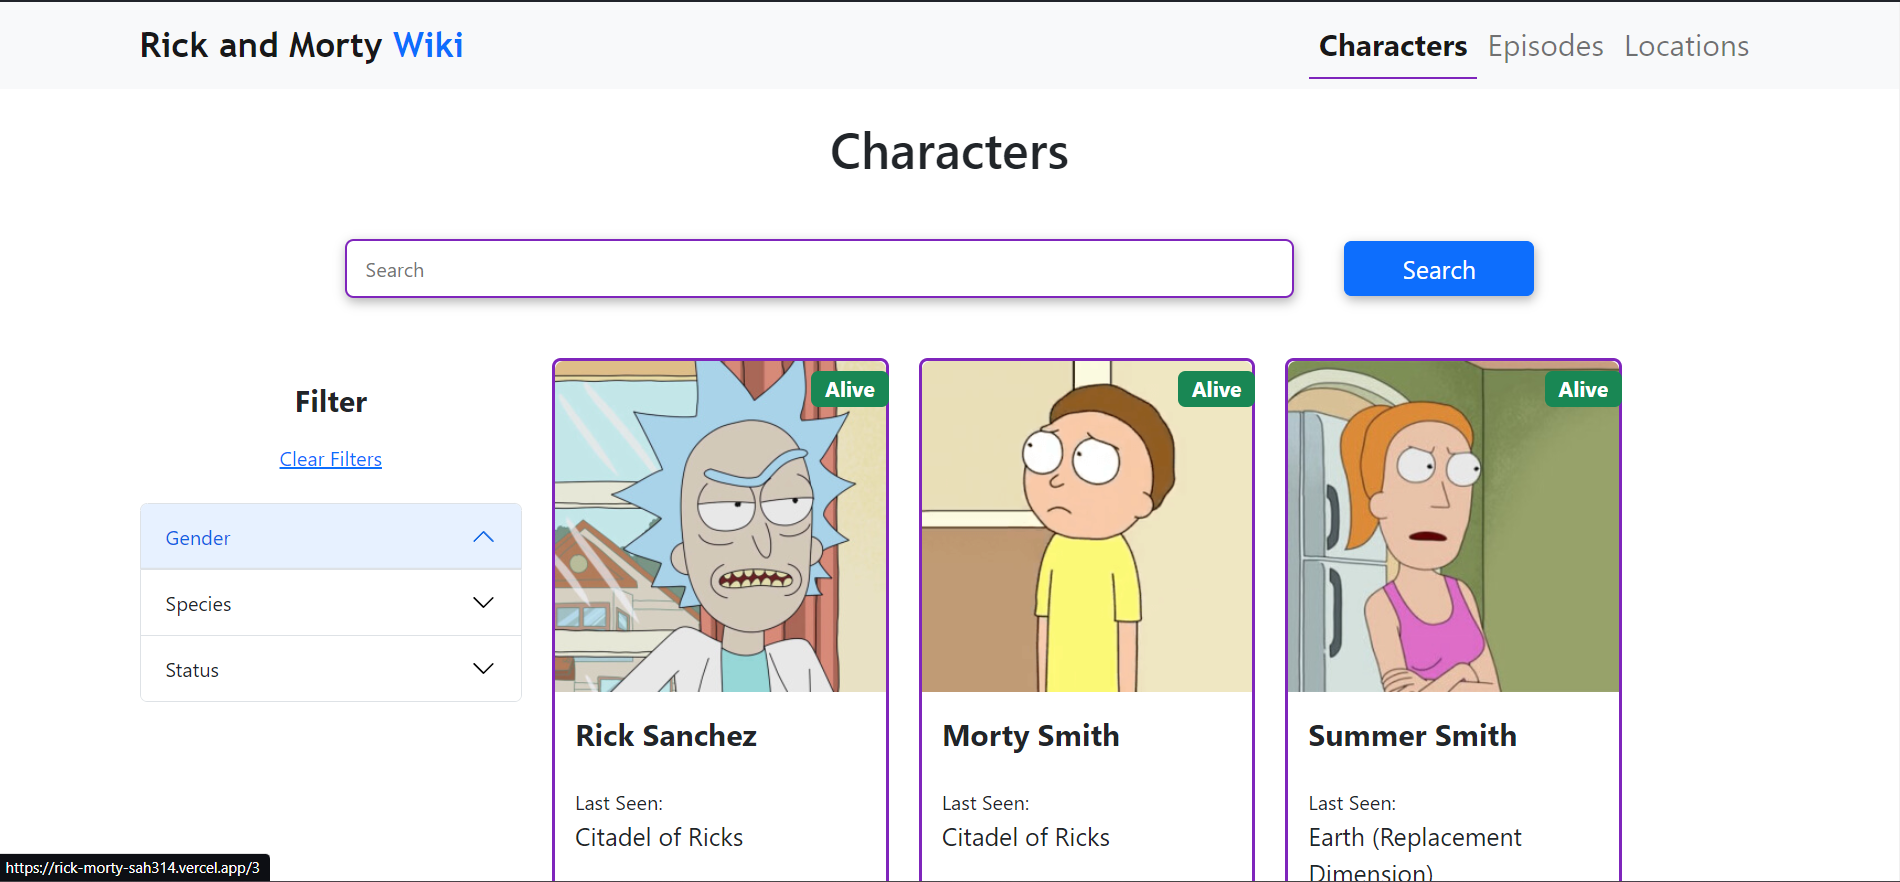 Rick and Morty Wiki
Characters Episodes Locations
Characters
Search
Search
Filter
Clear Filters
Gender
Species
Status
Alive
Rick Sanchez
Last Seen:
Citadel of Ricks
Alive
Morty Smith
Last Seen:
Citadel of Ricks
Alive
Summer Smith
Last Seen:
Earth (Replacement
Dimension)
https://rick-morty-sah314.vercel.app/3